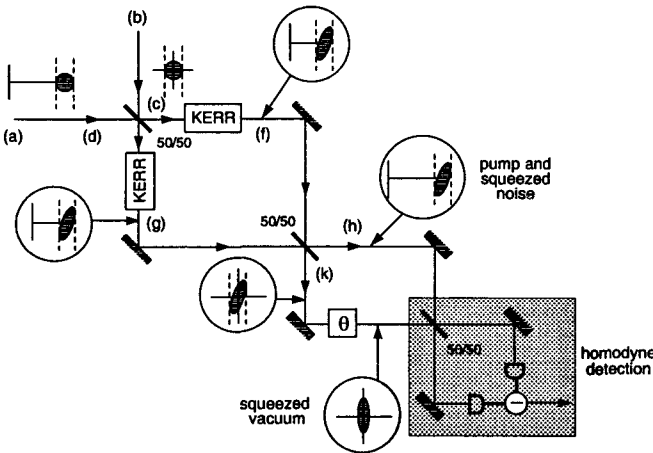 (b)
(c)
KERR
(a)
(d)
(f)
50/50
KERR
pump and
squeezed
noise
(g)
50/50
(h)
(k)
θ
50/50
homodyne
detection
squeezed
vacuum
−